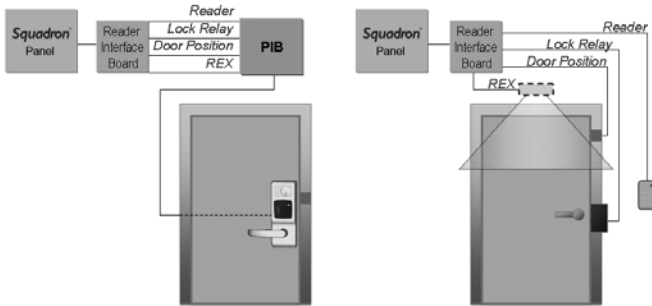 Squadron®
Panel
Reader
Interface
Board
Reader
Lock Relay
Door Position
REX
PIB
Squadron®
Panel
Reader
Interface
Board
Reader
Lock Relay
Door Position
REX